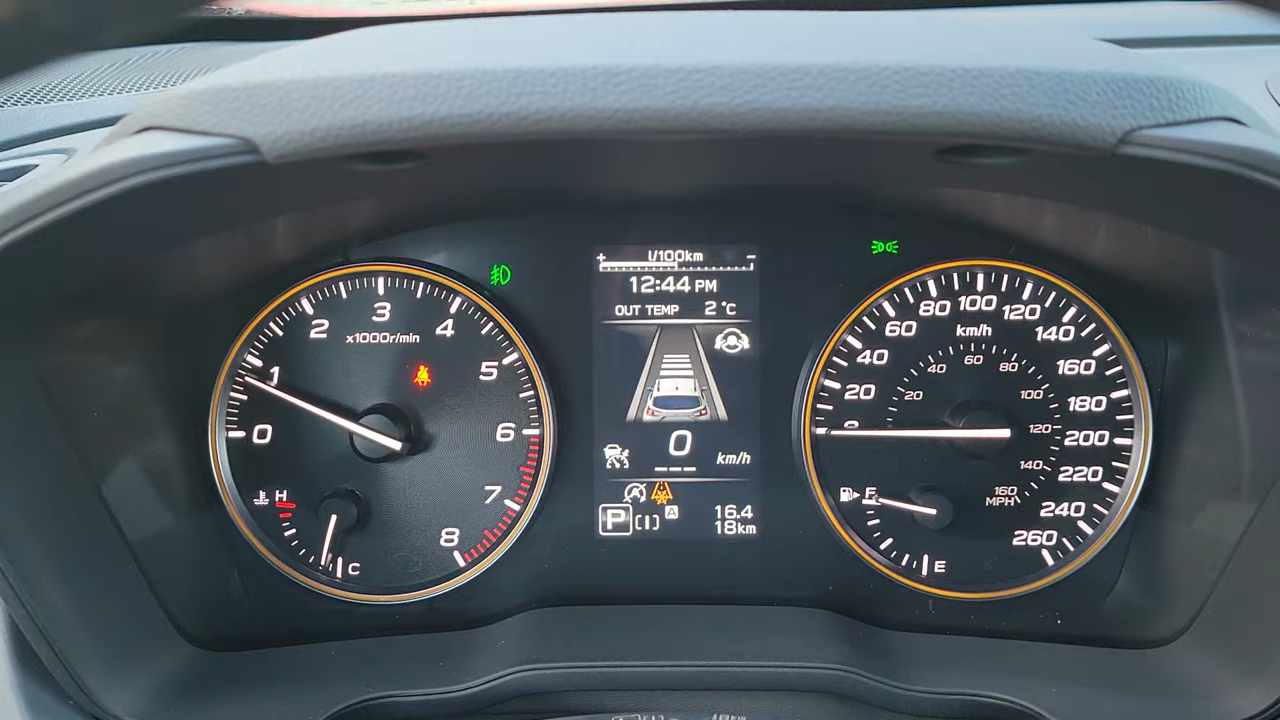 + l/100km −
12:44 PM
OUT TEMP 2 °C
0
km/h
P
A
16.4
18km
0
1
2
3
4
5
6
7
8
x1000r/min
H
C
20
40
60
80
100
120
140
160
180
200
220
240
260
km/h
20
40
60
80
100
120
140
160
MPH
F
E